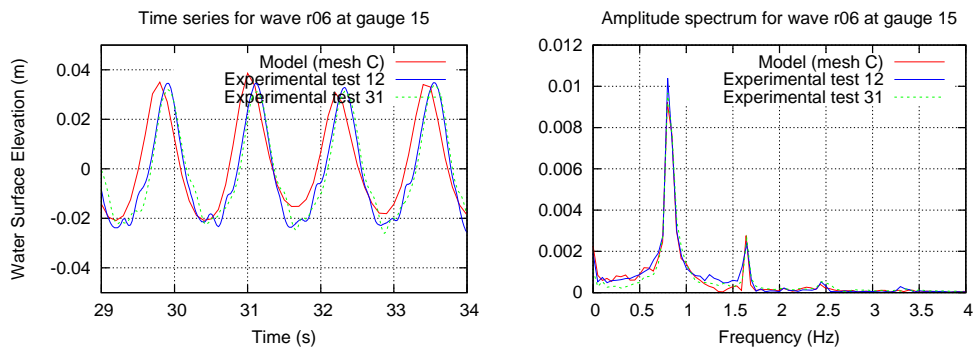 Time series for wave r06 at gauge 15
Water Surface Elevation (m)
0.04
0.02
0
-0.02
-0.04
Model (mesh C)
Experimental test 12
Experimental test 31
29
30
31
32
33
34
Time (s)
Amplitude spectrum for wave r06 at gauge 15
0.012
0.01
0.008
0.006
0.004
0.002
0
Model (mesh C)
Experimental test 12
Experimental test 31
0
0.5
1
1.5
2
2.5
3
3.5
4
Frequency (Hz)